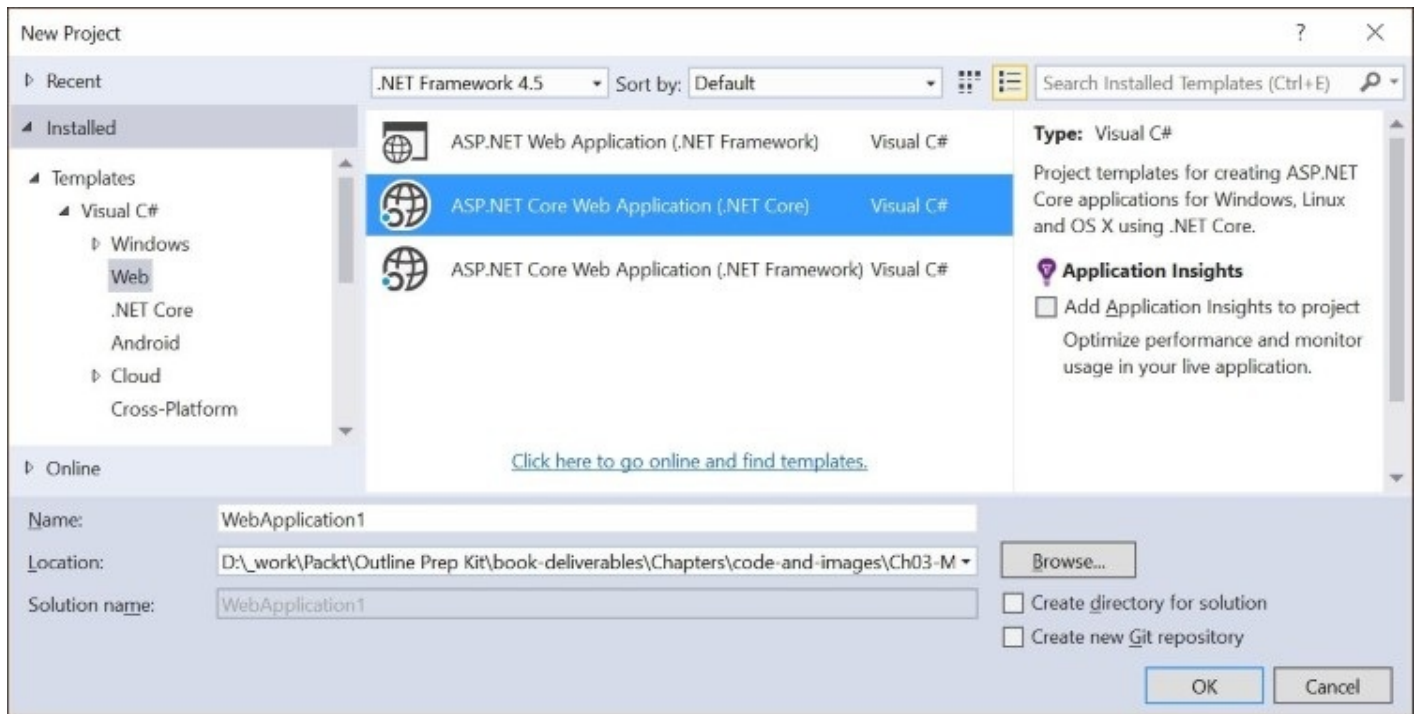 New Project
?
Recent
.NET Framework 4.5
Sort by: Default
Search Installed Templates (Ctrl+E)
Installed
Templates
Visual C#
Windows
Web
.NET Core
Android
Cloud
Cross-Platform
Online
ASP.NET Web Application (.NET Framework) Visual C#
ASP.NET Core Web Application (.NET Core) Visual C#
ASP.NET Core Web Application (.NET Framework) Visual C#
Click here to go online and find templates.
Type: Visual C#
Project templates for creating ASP.NET
Core applications for Windows, Linux
and OS X using .NET Core.
Application Insights
Add Application Insights to project
Optimize performance and monitor
usage in your live application.
Name: WebApplication1
Location: D:\_work\Packt\Outline Prep Kit\book-deliverables\Chapters\code-and-images\Ch03-M
Browse...
Solution name: WebApplication1
Create directory for solution
Create new Git repository
OK
Cancel